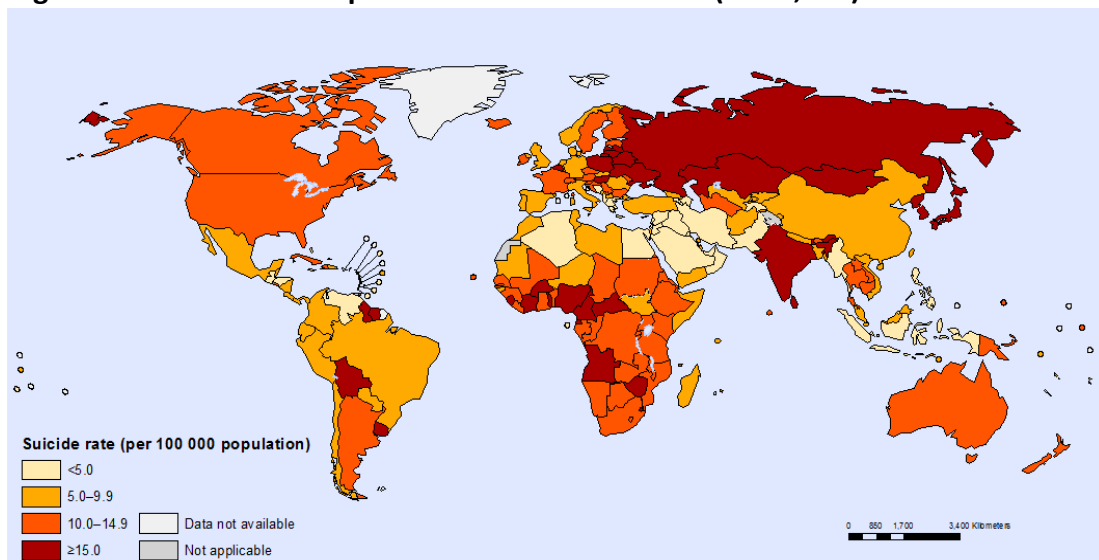 Suicide rate (per 100 000 population)
<5.0
5.0–9.9
10.0–14.9
≥15.0
Data not available
Not applicable
0 850 1,700 3,400 Kilometers